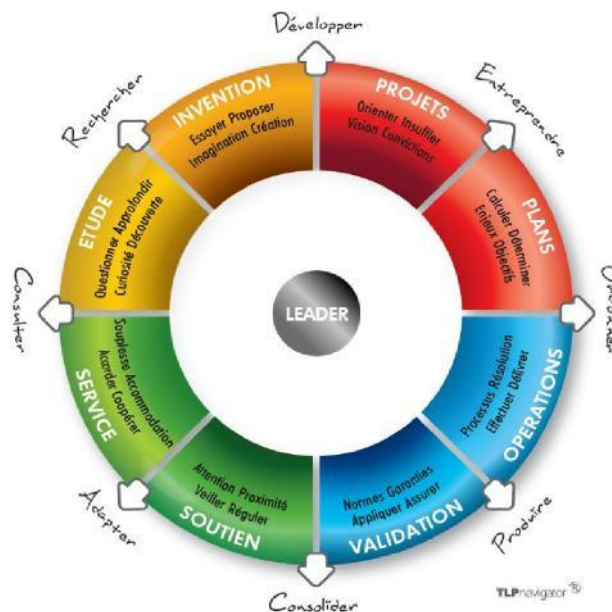 Développer
Entreprendre
Produire
Consolider
Adapter
Consulter
Rechercher
PROJETS
Orienter Insuffler
Vision Convictions
PLANS
Calculer Déterminer
Enjeux Objectifs
OPERATIONS
Processus Résolution
Effectuer Délivrer
VALIDATION
Normes Garanties
Appliquer Assurer
SOUTIEN
Attention Proximité
Veiller Réguler
SERVICE
Souplesse Accommodation
Accorder Coopérer
ETUDE
Questionner Approfondir
Curiosité Découverte
INVENTION
Essayer Proposer
Imagination Création
LEADER
TLPnavigator ®